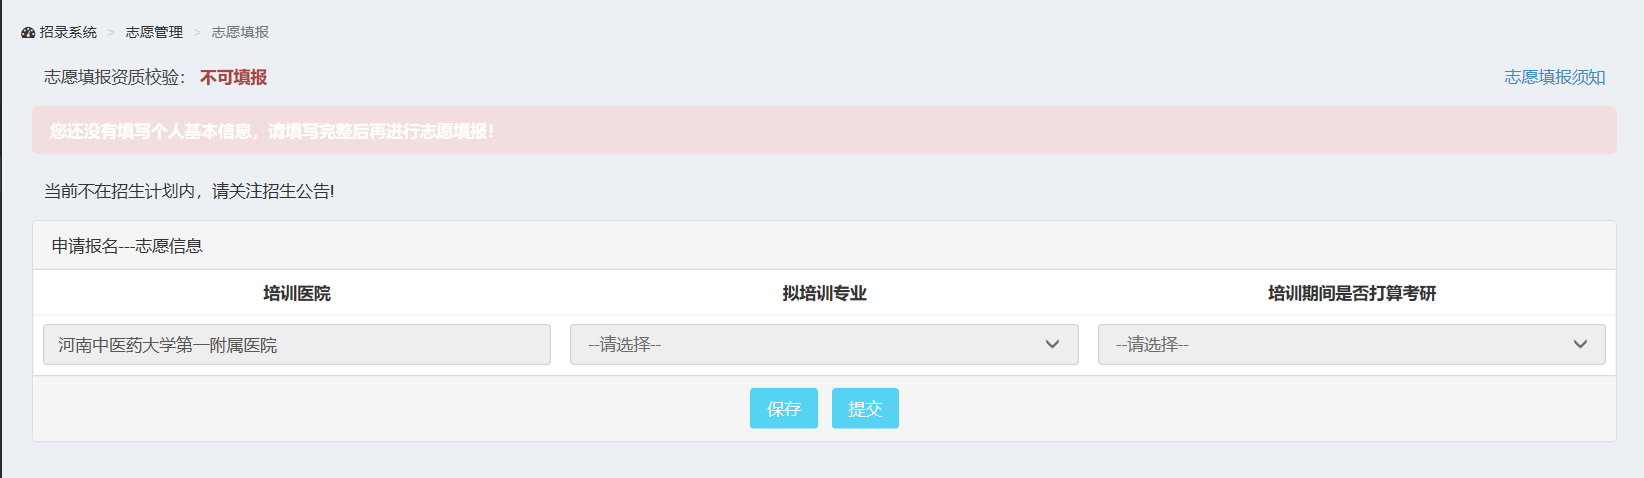 招录系统 > 志愿管理 > 志愿填报
志愿填报资质校验： 不可填报 志愿填报须知
您还没有填写个人基本信息，请填写完整后再进行志愿填报！
当前不在招生计划内，请关注招生公告!
申请报名---志愿信息
培训医院 拟培训专业 培训期间是否打算考研
河南中医药大学第一附属医院 --请选择-- --请选择--
保存 提交